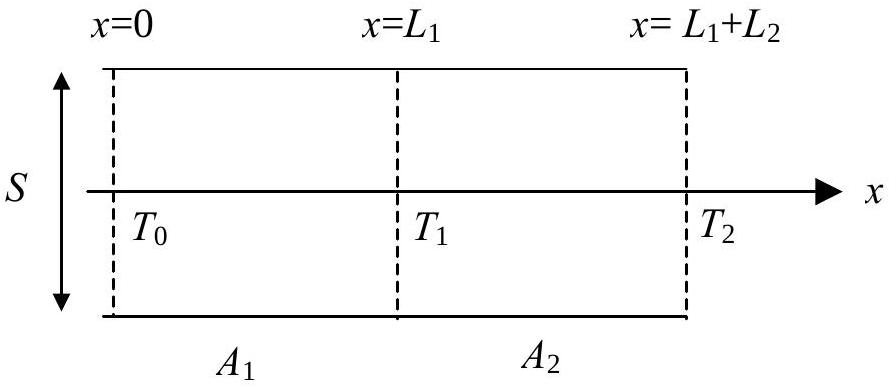 x=0 x=L₁ x= L₁+L₂
S
x
T₀ T₁ T₂
A₁ A₂